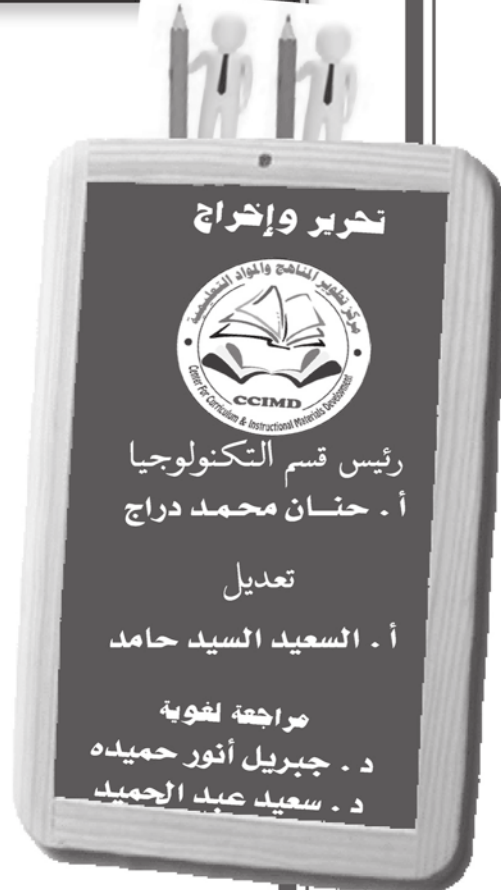 تحرير وإخراج
مركز تطوير المناهج والمواد التعليمية
CCIMD
Center For Curriculum & Instructional Materials Development
رئيس قسم التكنولوجيا
أ . حنــان محمد دراج
تعديل
أ . السعيد السيد حامد
مراجعة لغوية
د . جبريل أنور حميده
د . سعيد عبد الحميد